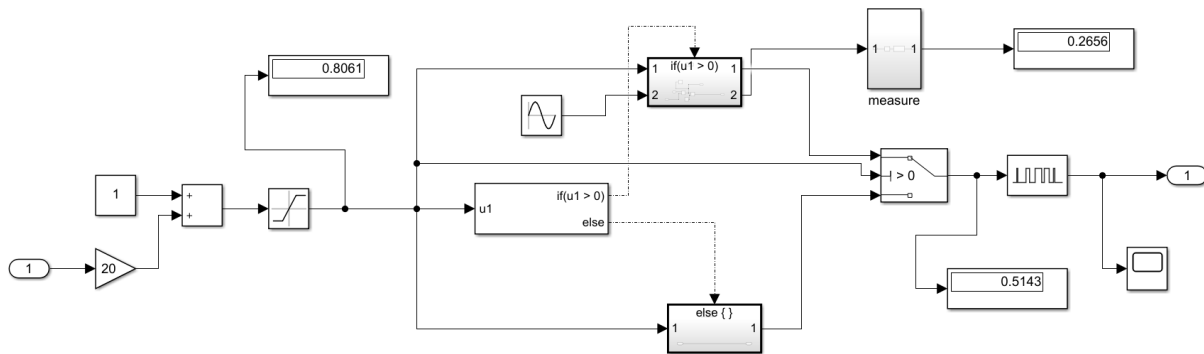 0.8061
if(u1 > 0)
1
1
2
2
1
0.2656
measure
1
+
+
> 0
u1
if(u1 > 0)
else
1
1
20
0.5143
else { }
1
1